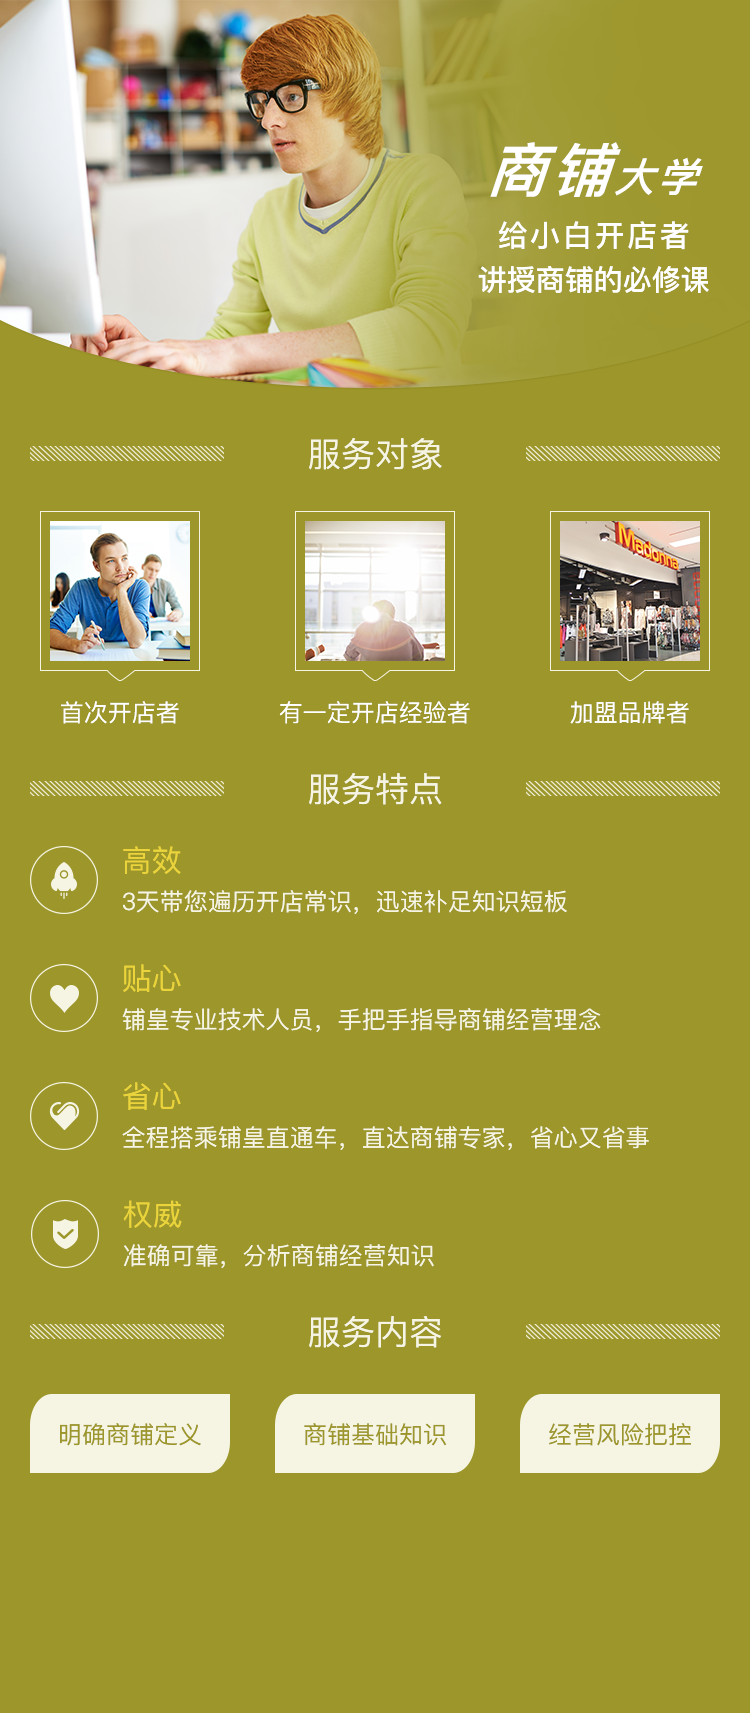 商铺大学
给小白开店者
讲授商铺的必修课
服务对象
Madonna
首次开店者
有一定开店经验者
加盟品牌者
服务特点
高效
3天带您遍历开店常识，迅速补足知识短板
贴心
铺皇专业技术人员，手把手指导商铺经营理念
省心
全程搭乘铺皇直通车，直达商铺专家，省心又省事
权威
准确可靠，分析商铺经营知识
服务内容
明确商铺定义
商铺基础知识
经营风险把控